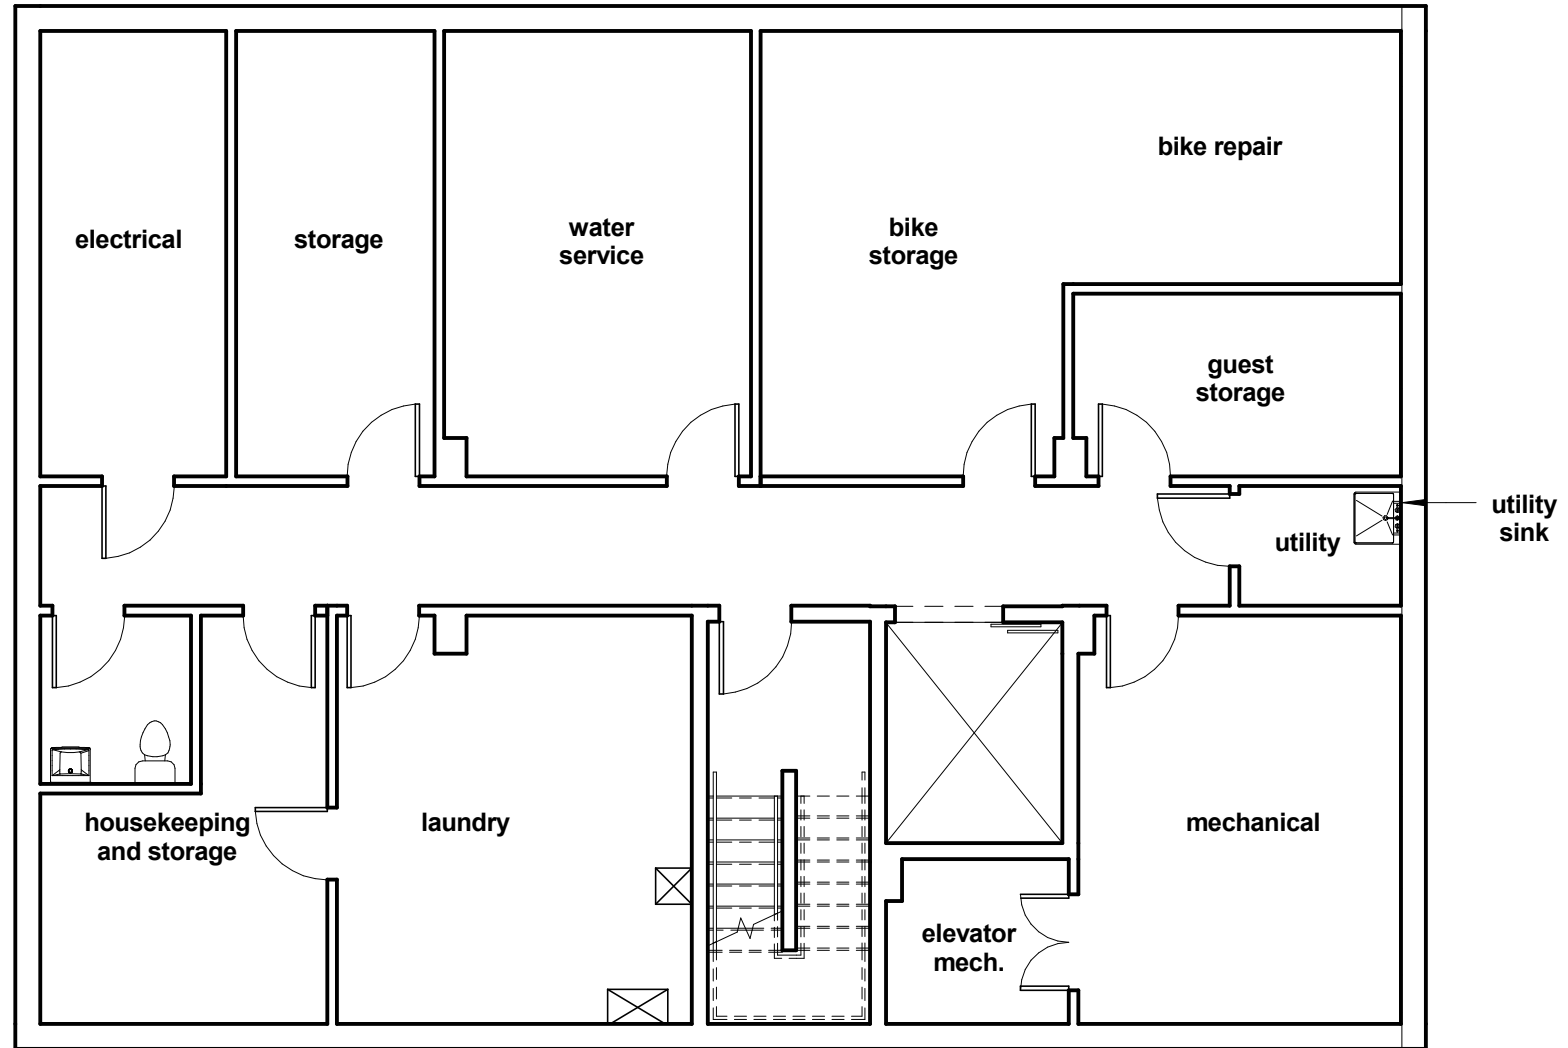 bike repair
electrical
storage
water
service
bike
storage
guest
storage
utility
sink
utility
housekeeping
and storage
laundry
mechanical
elevator
mech.